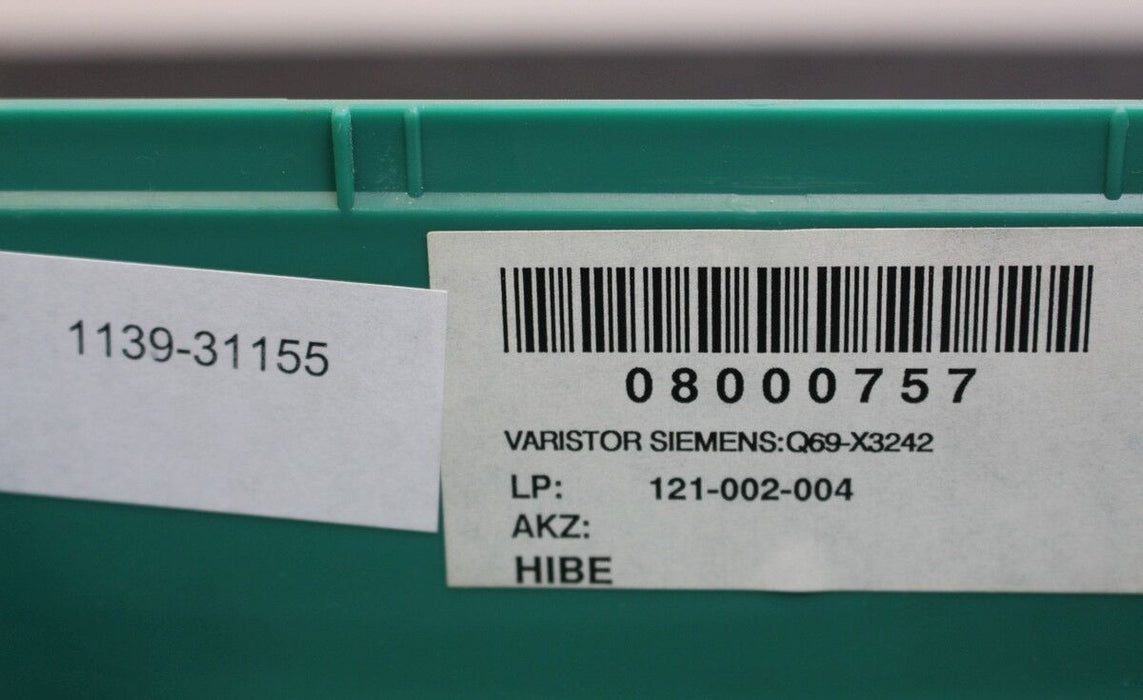 1139-31155
08000757
VARISTOR SIEMENS:Q69-X3242
LP: 121-002-004
AKZ:
HIBE